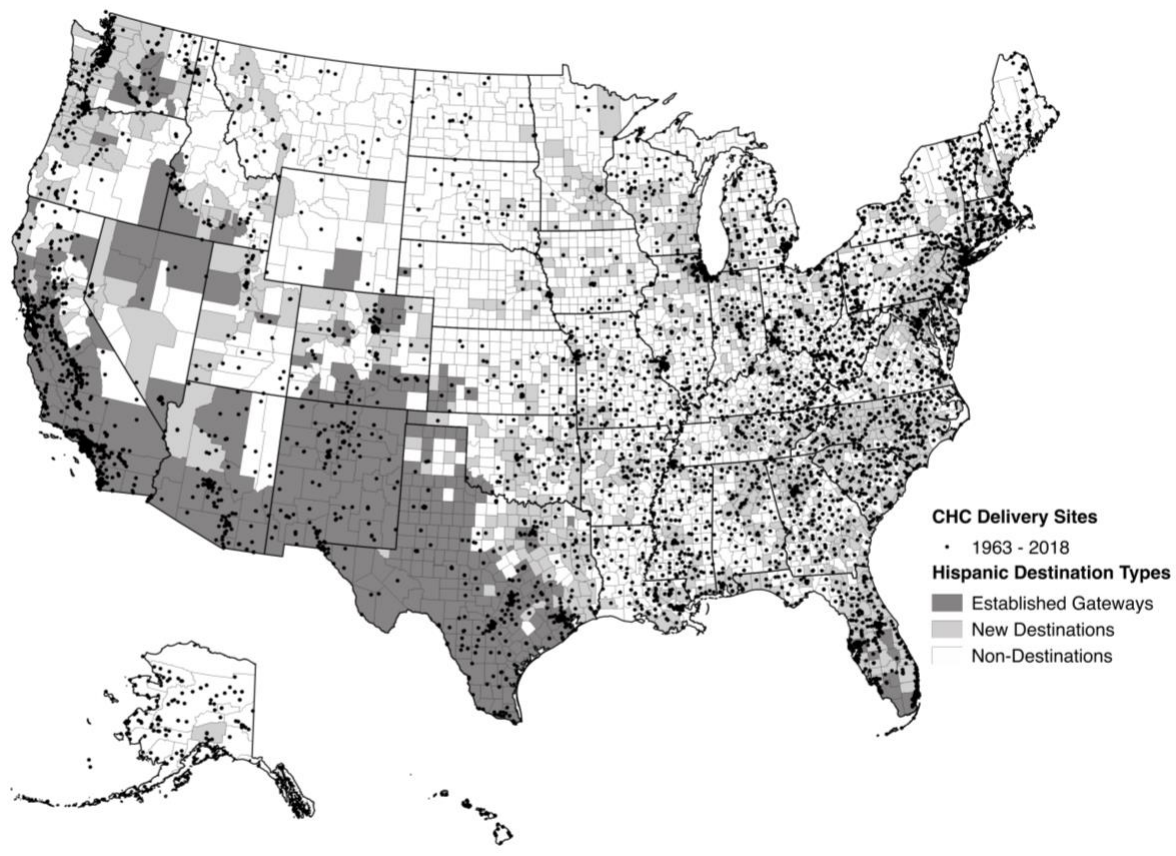 CHC Delivery Sites
1963 - 2018
Hispanic Destination Types
Established Gateways
New Destinations
Non-Destinations